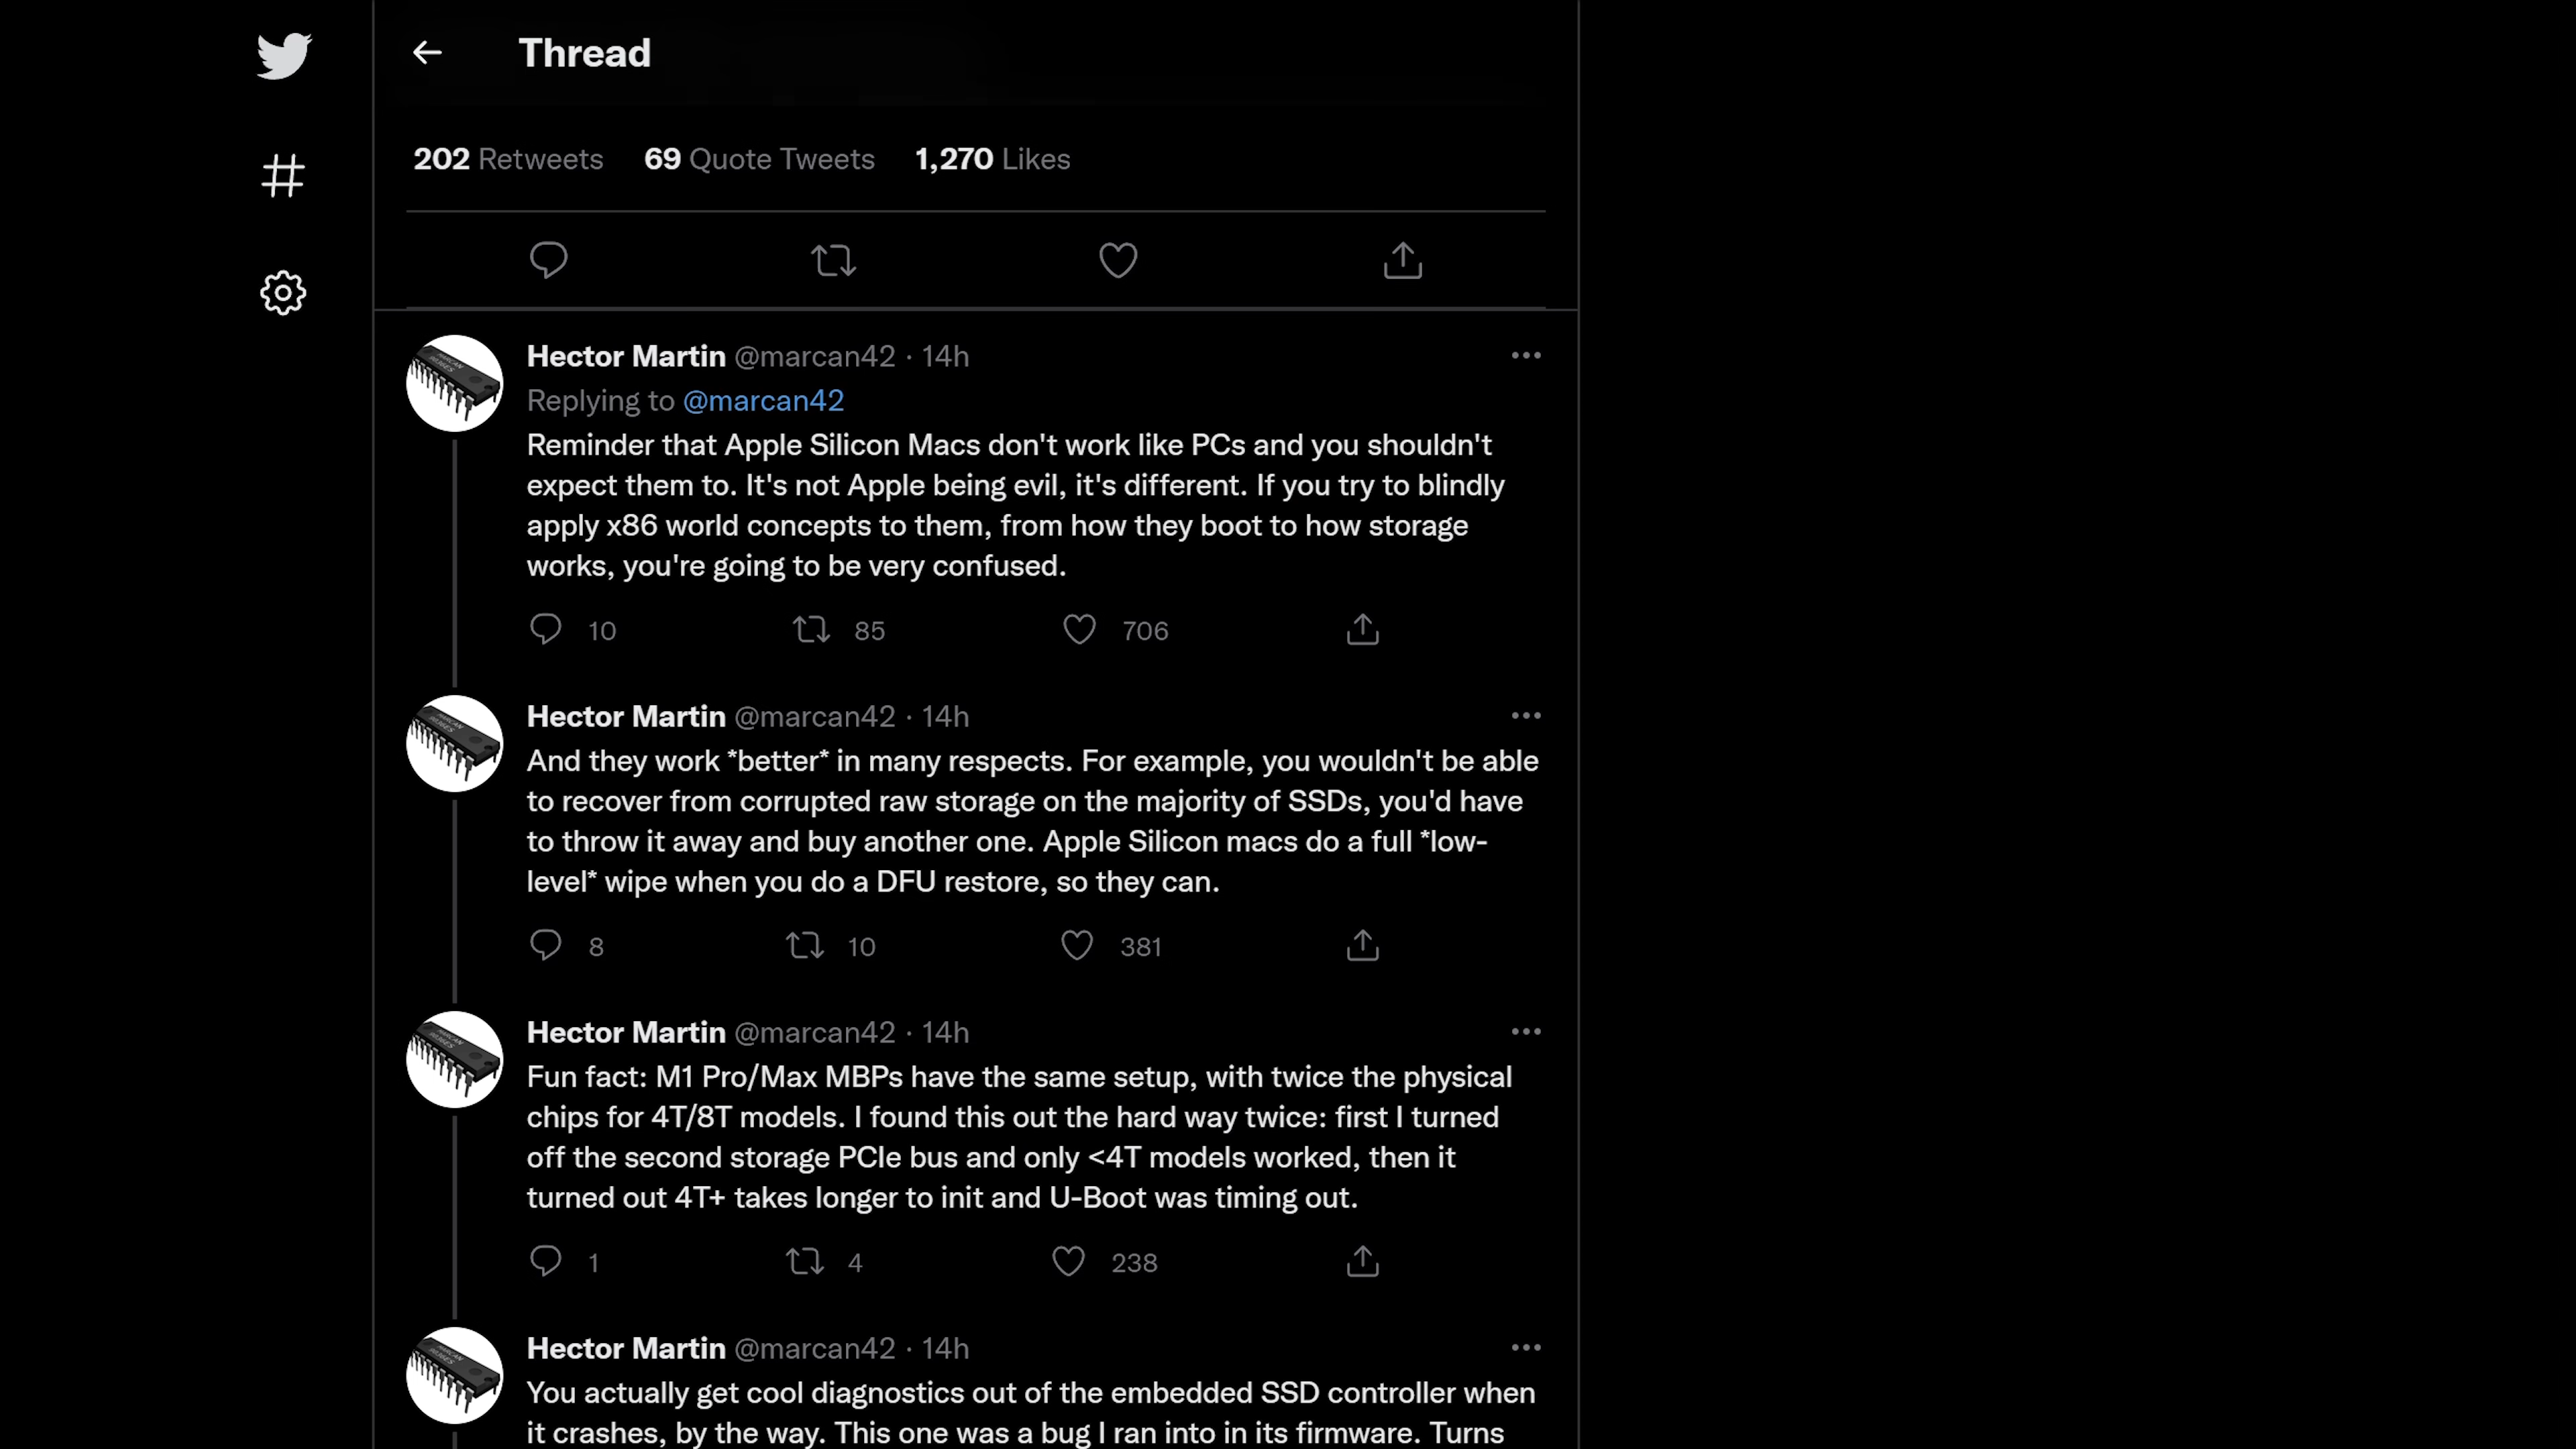 Thread
202 Retweets 69 Quote Tweets 1,270 Likes
Hector Martin @marcan42 · 14h
Replying to @marcan42
Reminder that Apple Silicon Macs don't work like PCs and you shouldn't
expect them to. It's not Apple being evil, it's different. If you try to blindly
apply x86 world concepts to them, from how they boot to how storage
works, you're going to be very confused.
10 85 706
Hector Martin @marcan42 · 14h
And they work *better* in many respects. For example, you wouldn't be able
to recover from corrupted raw storage on the majority of SSDs, you'd have
to throw it away and buy another one. Apple Silicon macs do a full *low-
level* wipe when you do a DFU restore, so they can.
8 10 381
Hector Martin @marcan42 · 14h
Fun fact: M1 Pro/Max MBPs have the same setup, with twice the physical
chips for 4T/8T models. I found this out the hard way twice: first I turned
off the second storage PCIe bus and only <4T models worked, then it
turned out 4T+ takes longer to init and U-Boot was timing out.
1 4 238
Hector Martin @marcan42 · 14h
You actually get cool diagnostics out of the embedded SSD controller when
it crashes, by the way. This one was a bug I ran into in its firmware. Turns